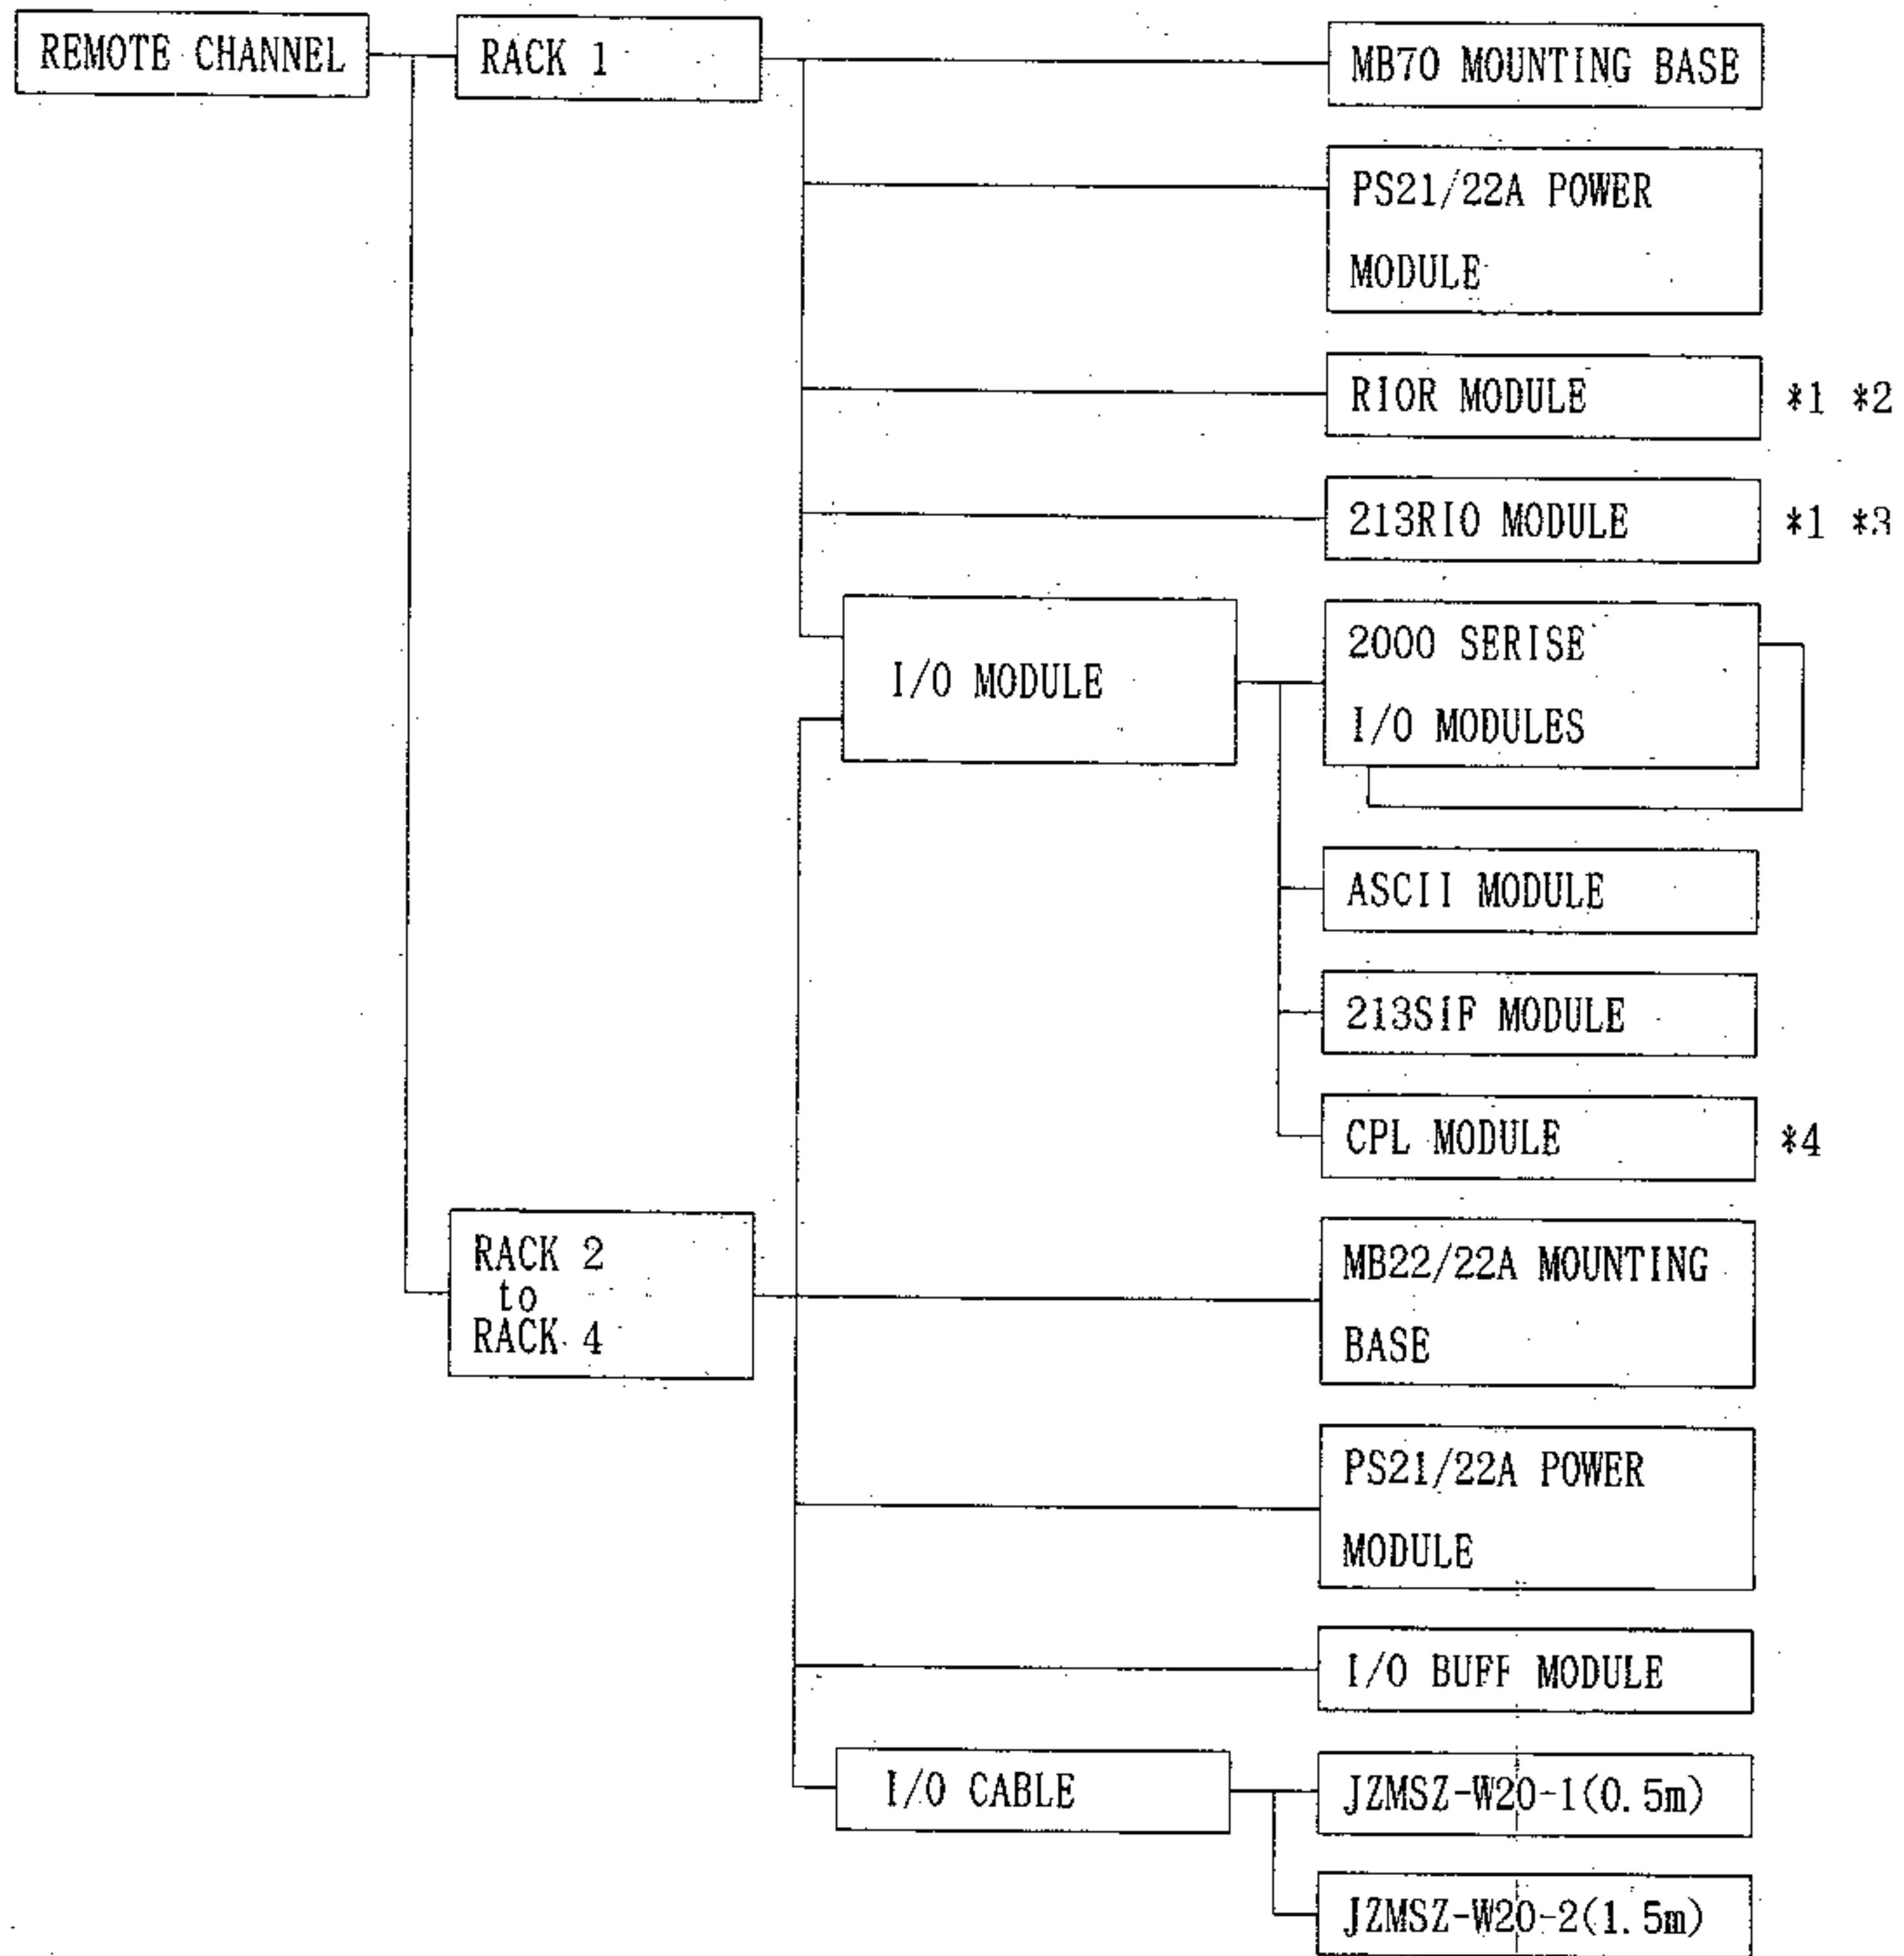 REMOTE CHANNEL
RACK 1
MB70 MOUNTING BASE
PS21/22A POWER
MODULE
RIOR MODULE *1 *2
213RIO MODULE *1 *3
I/O MODULE
2000 SERISE
I/O MODULES
ASCII MODULE
213SIF MODULE
CPL MODULE *4
RACK 2
to
RACK 4
MB22/22A MOUNTING
BASE
PS21/22A POWER
MODULE
I/O BUFF MODULE
I/O CABLE
JZMSZ-W20-1(0.5m)
JZMSZ-W20-2(1.5m)